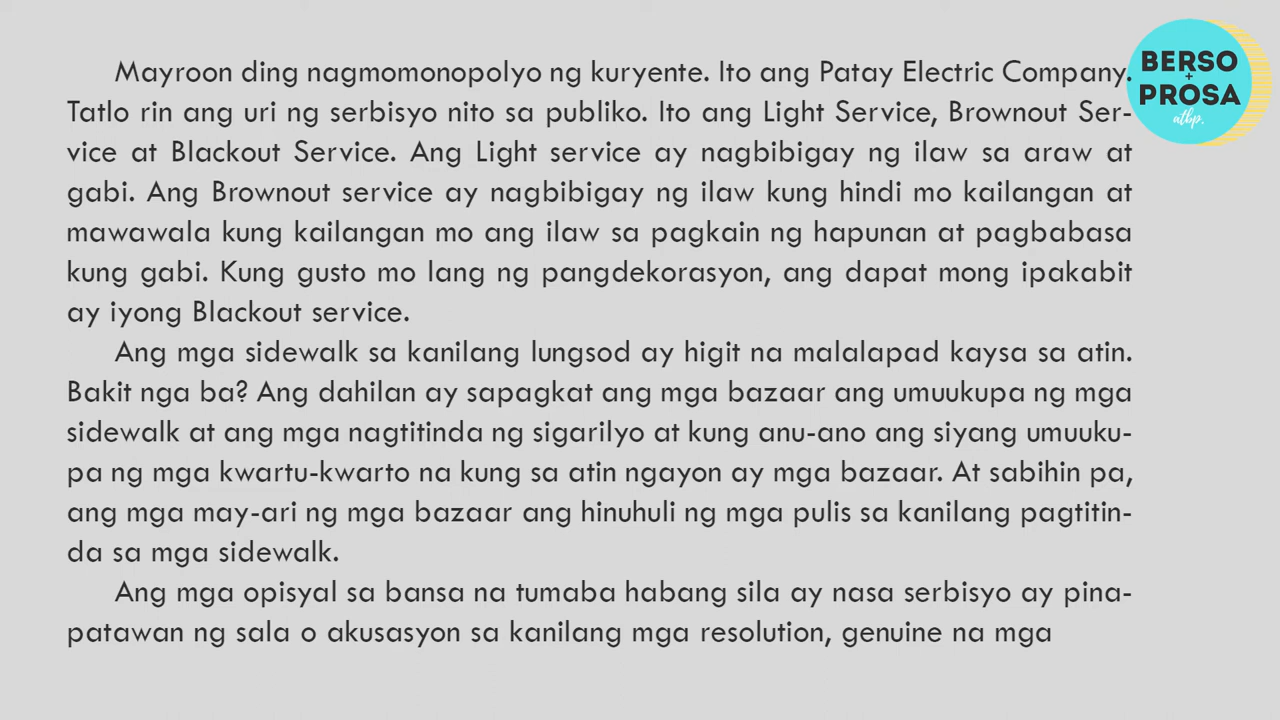 Mayroon ding nagmomonopolyo ng kuryente. Ito ang Patay Electric Company.
Tatlo rin ang uri ng serbisyo nito sa publiko. Ito ang Light Service, Brownout Ser-
vice at Blackout Service. Ang Light service ay nagbibigay ng ilaw sa araw at
gabi. Ang Brownout service ay nagbibigay ng ilaw kung hindi mo kailangan at
mawawala kung kailangan mo ang ilaw sa pagkain ng hapunan at pagbabasa
kung gabi. Kung gusto mo lang ng pangdekorasyon, ang dapat mong ipakabit
ay iyong Blackout service.
Ang mga sidewalk sa kanilang lungsod ay higit na malalapad kaysa sa atin.
Bakit nga ba? Ang dahilan ay sapagkat ang mga bazaar ang umuukupa ng mga
sidewalk at ang mga nagtitinda ng sigarilyo at kung anu-ano ang siyang umuuku-
pa ng mga kwartu-kwarto na kung sa atin ngayon ay mga bazaar. At sabihin pa,
ang mga may-ari ng mga bazaar ang hinuhuli ng mga pulis sa kanilang pagtitin-
da sa mga sidewalk.
Ang mga opisyal sa bansa na tumaba habang sila ay nasa serbisyo ay pina-
patawan ng sala o akusasyon sa kanilang mga resolution, genuine na mga
BERSO
+
PROSA
atbp.